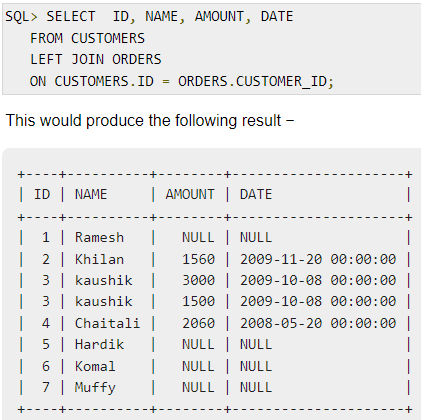 SQL> SELECT  ID, NAME, AMOUNT, DATE
   FROM CUSTOMERS
   LEFT JOIN ORDERS
   ON CUSTOMERS.ID = ORDERS.CUSTOMER_ID;
This would produce the following result −
+----+----------+--------+---------------------+
| ID | NAME     | AMOUNT | DATE                |
+----+----------+--------+---------------------+
|  1 | Ramesh   |   NULL | NULL                |
|  2 | Khilan   |   1560 | 2009-11-20 00:00:00 |
|  3 | kaushik  |   3000 | 2009-10-08 00:00:00 |
|  3 | kaushik  |   1500 | 2009-10-08 00:00:00 |
|  4 | Chaitali |   2060 | 2008-05-20 00:00:00 |
|  5 | Hardik   |   NULL | NULL                |
|  6 | Komal    |   NULL | NULL                |
|  7 | Muffy    |   NULL | NULL                |
+----+----------+--------+---------------------+